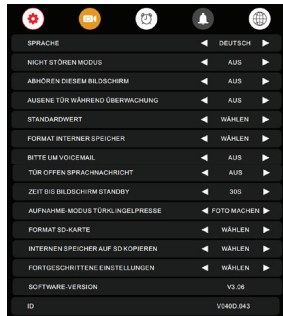 SPRACHE DEUTSCH
NICHT STÖREN MODUS AUS
ABHÖREN DIESEM BILDSCHIRM AUS
AUSENE TÜR WÄHREND ÜBERWACHUNG AUS
STANDARDWERT WÄHLEN
FORMAT INTERNER SPEICHER WÄHLEN
BITTE UM VOICEMAIL AUS
TÜR OFFEN SPRACHNACHRICHT AUS
ZEIT BIS BILDSCHIRM STANDBY 30S
AUFNAHME-MODUS TÜRKLINGELPRESSE FOTO MACHEN
FORMAT SD-KARTE WÄHLEN
INTERNEN SPEICHER AUF SD KOPIEREN WÄHLEN
FORTGESCHRITTENE EINSTELLUNGEN WÄHLEN
SOFTWARE-VERSION V3.06
ID V040D.043